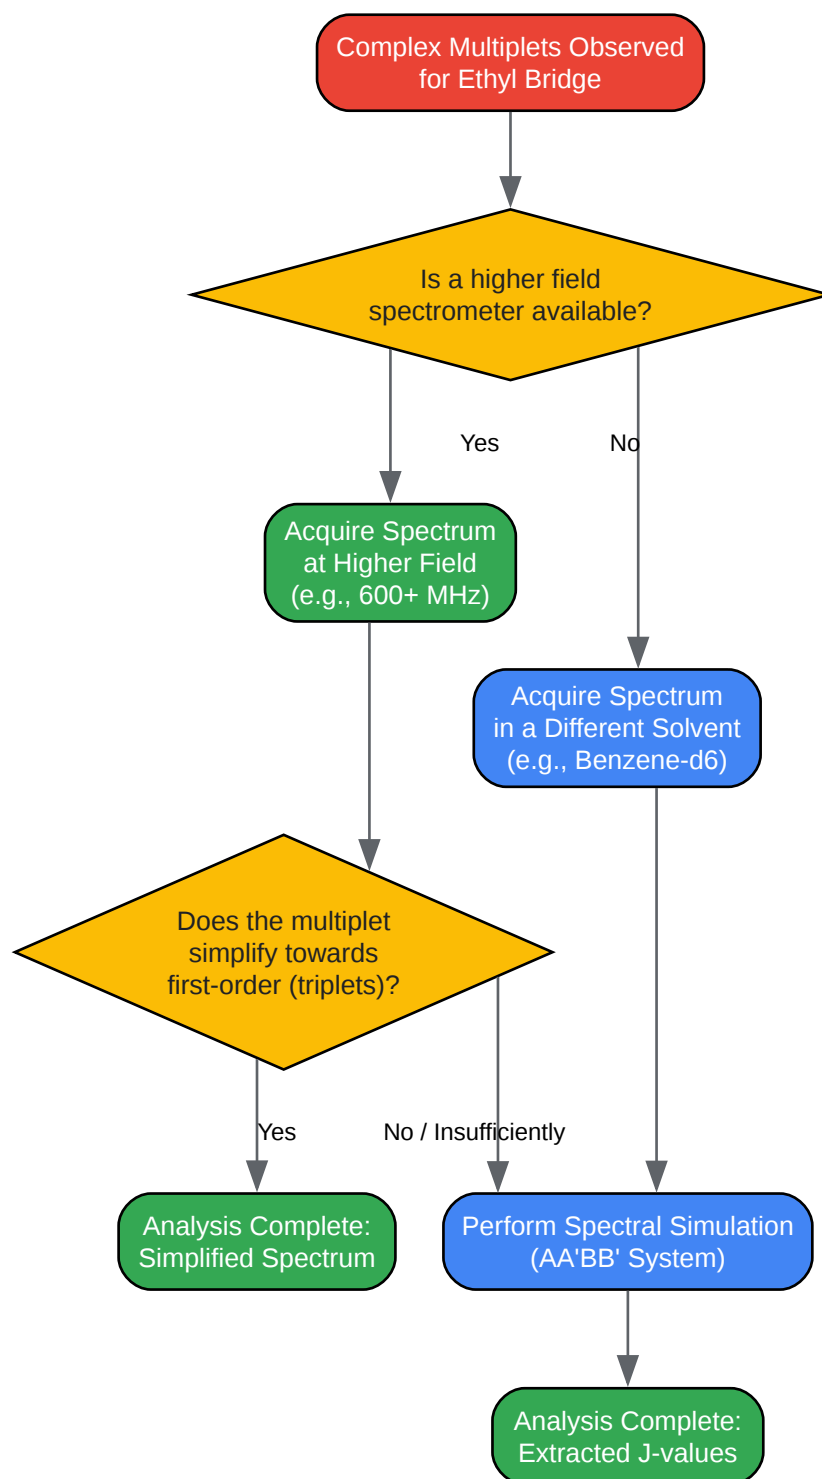 Complex Multiplets Observed
for Ethyl Bridge
Is a higher field
spectrometer available?
Yes
No
Acquire Spectrum
at Higher Field
(e.g., 600+ MHz)
Acquire Spectrum
in a Different Solvent
(e.g., Benzene-d6)
Does the multiplet
simplify towards
first-order (triplets)?
Yes
No / Insufficiently
Analysis Complete:
Simplified Spectrum
Perform Spectral Simulation
(AA'BB' System)
Analysis Complete:
Extracted J-values